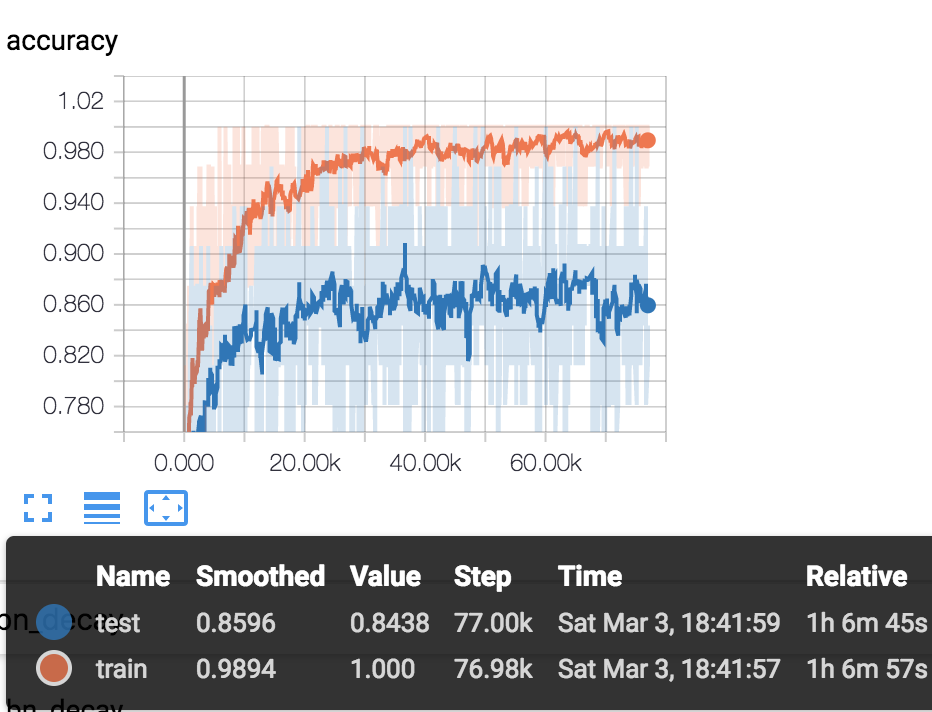 accuracy
1.02
0.980
0.940
0.900
0.860
0.820
0.780
0.000 20.00k 40.00k 60.00k
Name Smoothed Value Step Time Relative
bn_decay
test 0.8596 0.8438 77.00k Sat Mar 3, 18:41:59 1h 6m 45s
train 0.9894 1.000 76.98k Sat Mar 3, 18:41:57 1h 6m 57s
bn_decay